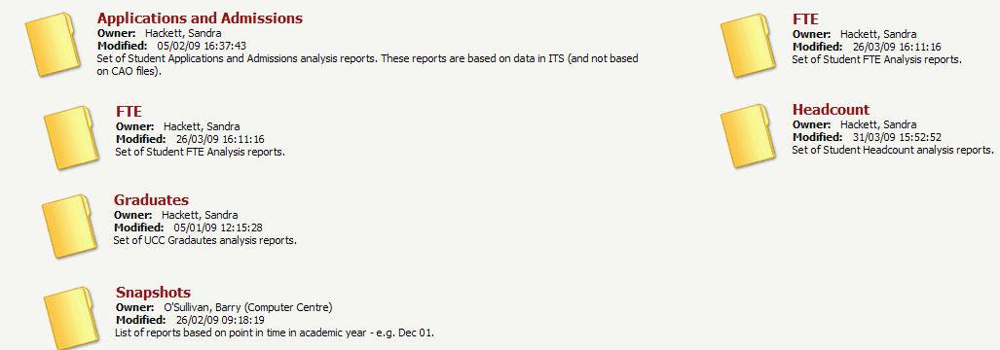 Applications and Admissions
Owner: Hackett, Sandra
Modified: 05/02/09 16:37:43
Set of Student Applications and Admissions analysis reports. These reports are based on data in ITS (and not based
on CAO files).
FTE
Owner: Hackett, Sandra
Modified: 26/03/09 16:11:16
Set of Student FTE Analysis reports.
Graduates
Owner: Hackett, Sandra
Modified: 05/01/09 12:15:28
Set of UCC Gradautes analysis reports.
Snapshots
Owner: O'Sullivan, Barry (Computer Centre)
Modified: 26/02/09 09:18:19
List of reports based on point in time in academic year - e.g. Dec 01.
FTE
Owner: Hackett, Sandra
Modified: 26/03/09 16:11:16
Set of Student FTE Analysis reports.
Headcount
Owner: Hackett, Sandra
Modified: 31/03/09 15:52:52
Set of Student Headcount analysis reports.